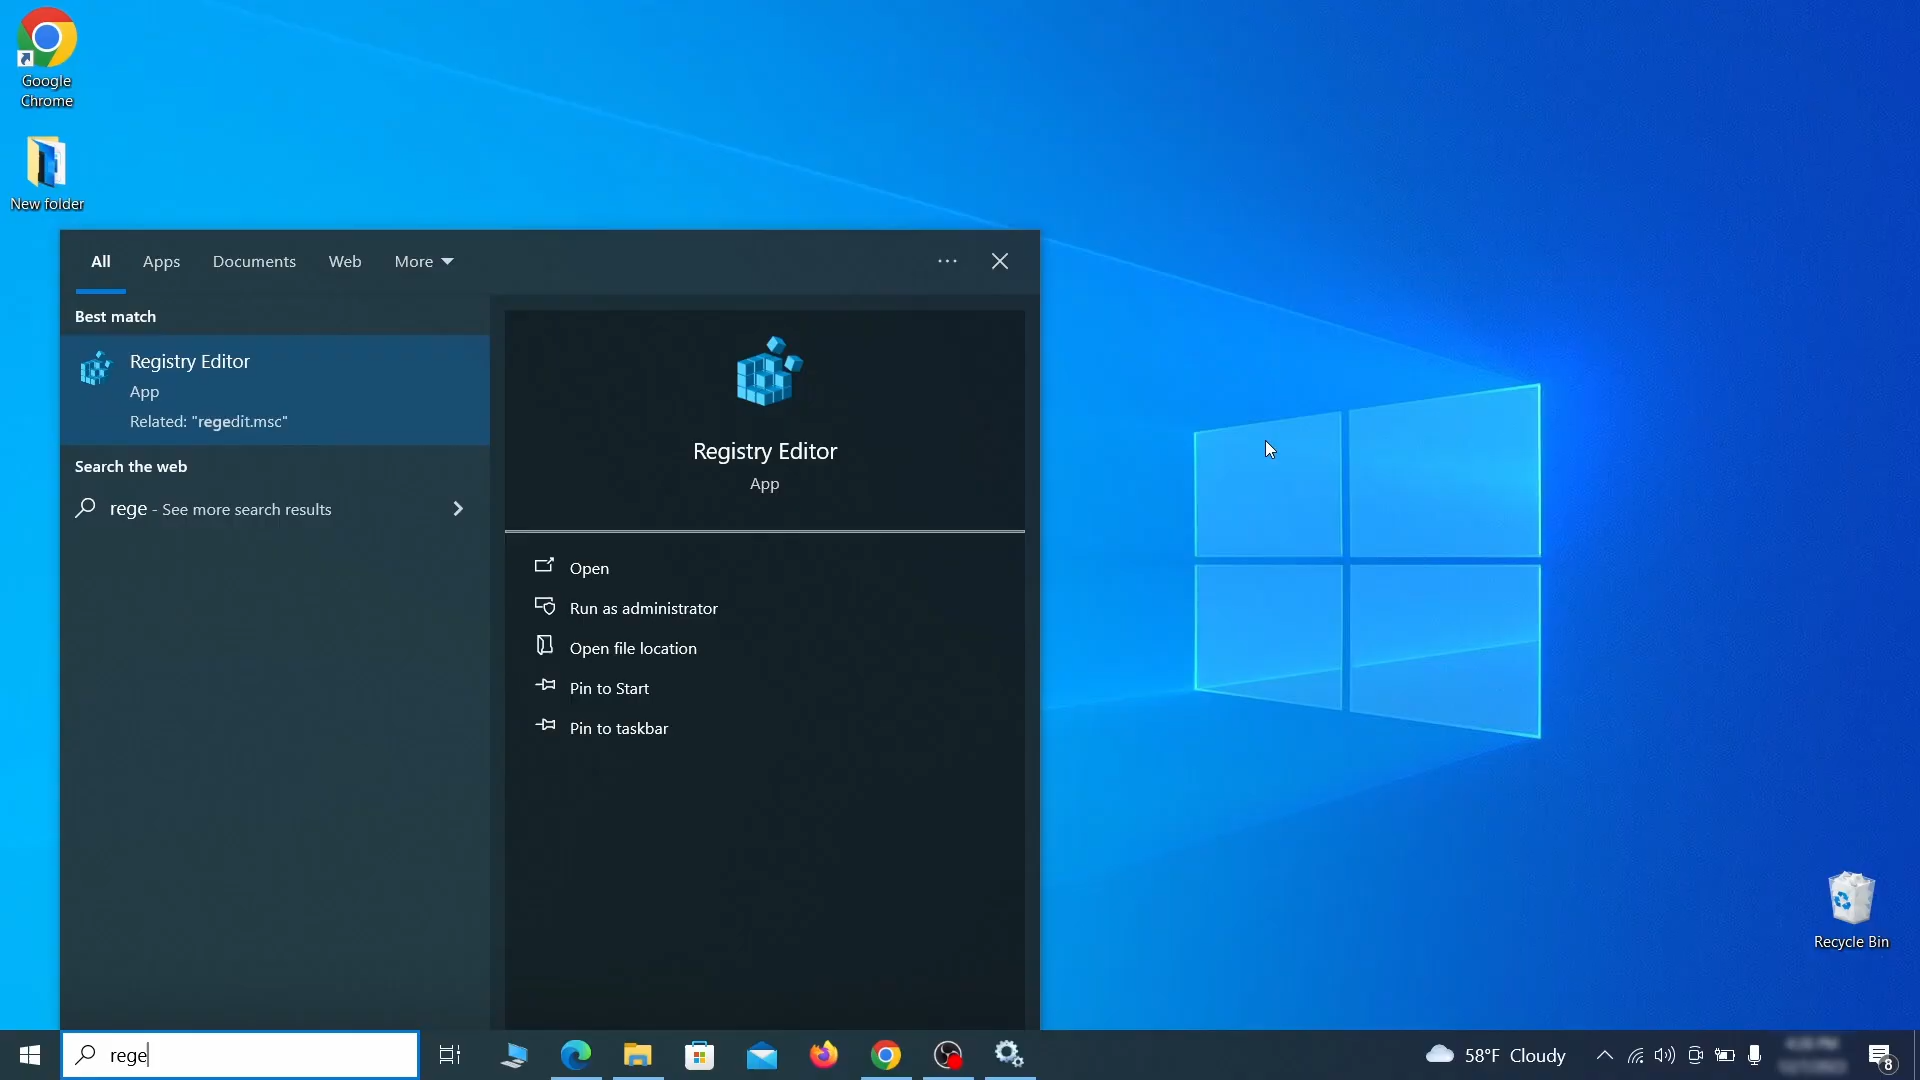 Google
Chrome
New folder
All
Apps
Documents
Web
More
Best match
Registry Editor
App
Related: "regedit.msc"
Search the web
rege - See more search results
Registry Editor
App
Open
Run as administrator
Open file location
Pin to Start
Pin to taskbar
Recycle Bin
rege
58°F Cloudy
8